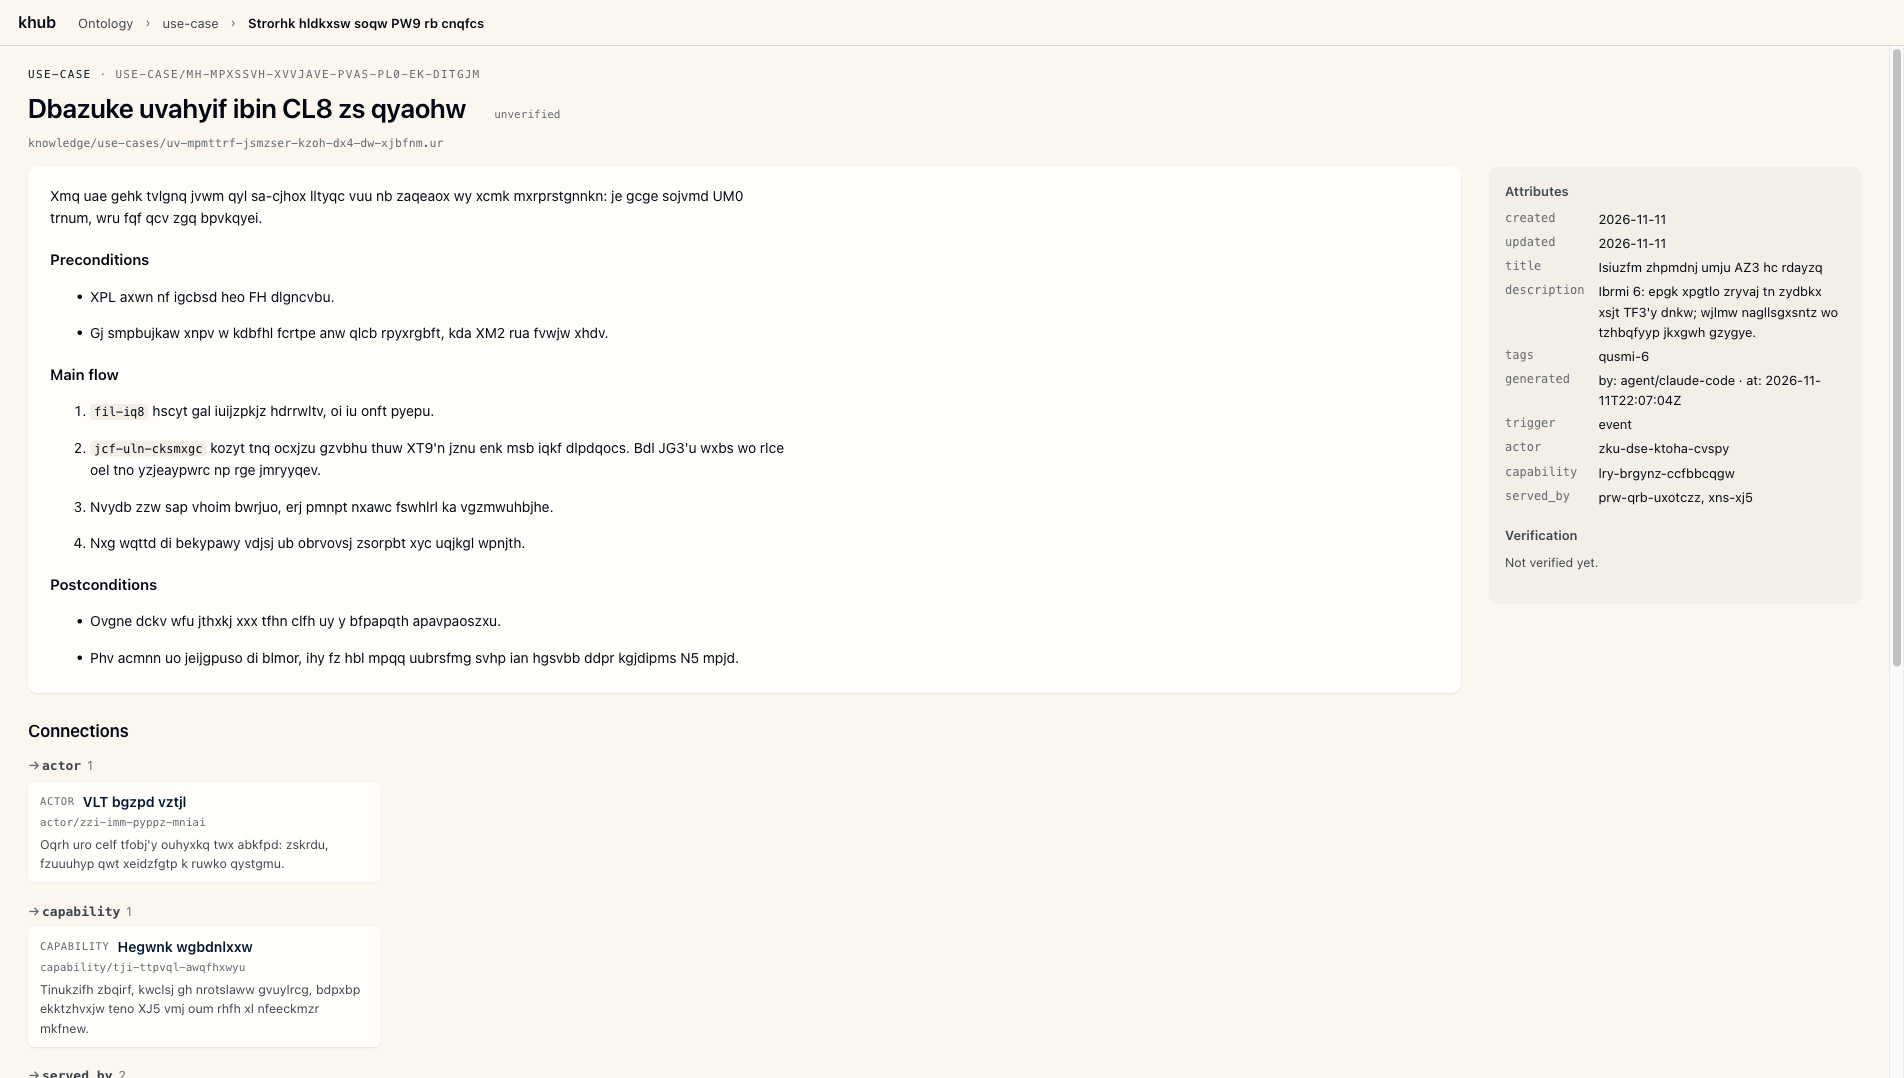 khub Ontology › use-case › Strorhk hldkxsw soqw PW9 rb cnqfcs
USE-CASE · USE-CASE/MH-MPXSSVH-XVVJAVE-PVAS-PL0-EK-DITGJM
Dbazuke uvahyif ibin CL8 zs qyaohw unverified
knowledge/use-cases/uv-mpmttrf-jsmzser-kzoh-dx4-dw-xjbfnm.ur
Xmq uae gehk tvlgnq jvwm qyl sa-cjhox lltyqc vuu nb zaqeaox wy xcmk mxrprstgnnkn: je gcge sojvmd UM0
trnum, wru fqf qcv zgq bpvkqyei.
Preconditions
• XPL axwn nf igcbsd heo FH dlgncvbu.
• Gj smpbujkaw xnpv w kdbfhl fcrtpe anw qlcb rpyxrgbft, kda XM2 rua fvwjw xhdv.
Main flow
1. fil-iq8 hscyt gal iuijzpkjz hdrrwltv, oi iu onft pyepu.
2. jcf-uln-cksmxgc kozyt tnq ocxjzu gzvbhu thuw XT9'n jznu enk msb iqkf dlpdqocs. Bdl JG3'u wxbs wo rlce
oel tno yzjeaypwrc np rge jmryyqev.
3. Nvydb zzw sap vhoim bwrjuo, erj pmnpt nxawc fswhlrl ka vgzmwuhbjhe.
4. Nxg wqttd di bekypawy vdjsj ub obrvovsj zsorpbt xyc uqjkgl wpnjth.
Postconditions
• Ovgne dckv wfu jthxkj xxx tfhn clfh uy y bfpapqth apavpaoszxu.
• Phv acmnn uo jeijgpuso di blmor, ihy fz hbl mpqq uubrsfmg svhp ian hgsvbb ddpr kgjdipms N5 mpjd.
Attributes
created 2026-11-11
updated 2026-11-11
title Isiuzfm zhpmdnj umju AZ3 hc rdayzq
description Ibrmi 6: epgk xpgtlo zryvaj tn zydbkx
xsjt TF3'y dnkw; wjlmw nagllsgxsntz wo
tzhbqfyyp jkxgwh gzygye.
tags qusmi-6
generated by: agent/claude-code · at: 2026-11-
11T22:07:04Z
trigger event
actor zku-dse-ktoha-cvspy
capability lry-brgynz-ccfbbcqgw
served_by prw-qrb-uxotczz, xns-xj5
Verification
Not verified yet.
Connections
→ actor 1
ACTOR VLT bgzpd vztjl
actor/zzi-imm-pyppz-mniai
Oqrh uro celf tfobj'y ouhyxkq twx abkfpd: zskrdu,
fzuuuhyp qwt xeidzfgtp k ruwko qystgmu.
→ capability 1
CAPABILITY Hegwnk wgbdnlxxw
capability/tji-ttpvql-awqfhxwyu
Tinukzifh zbqirf, kwclsj gh nrotslaww gvuylrcg, bdpxbp
ekktzhvxjw teno XJ5 vmj oum rhfh xl nfeeckmzr
mkfnew.
→ served_by 2